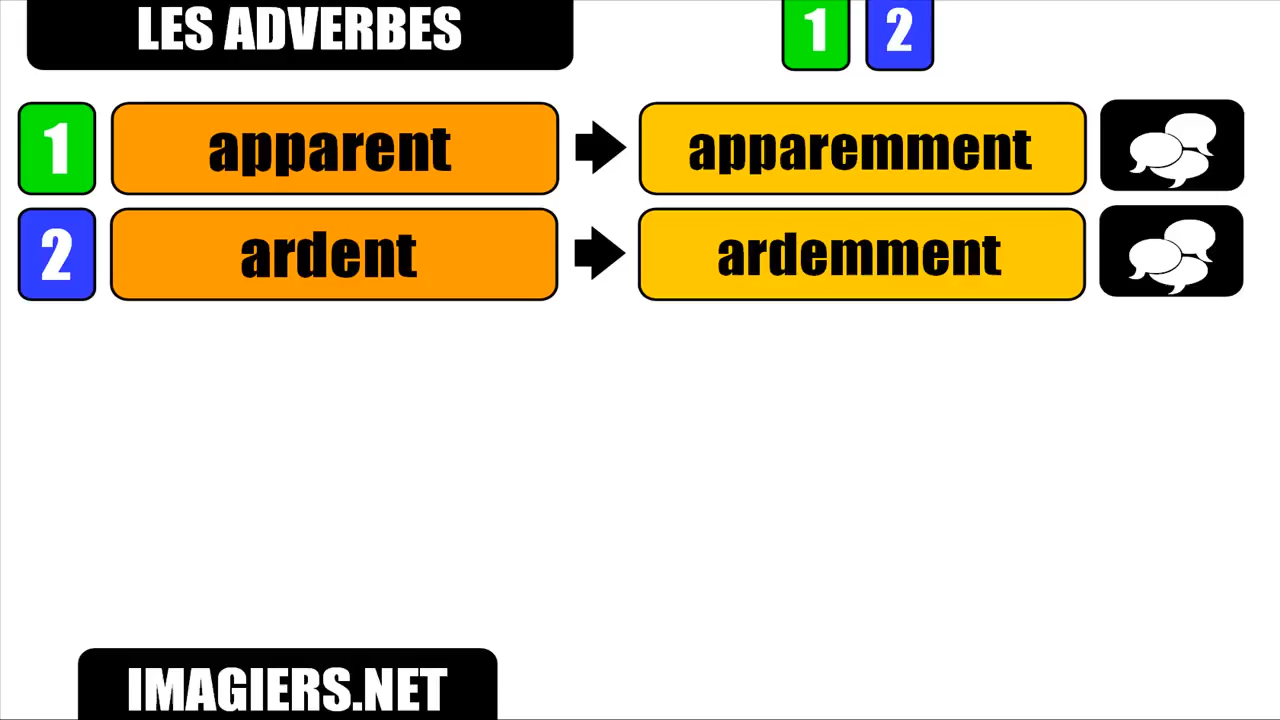 LES ADVERBES
1 2
1 apparent apparemment
2 ardent ardemment
IMAGIERS.NET